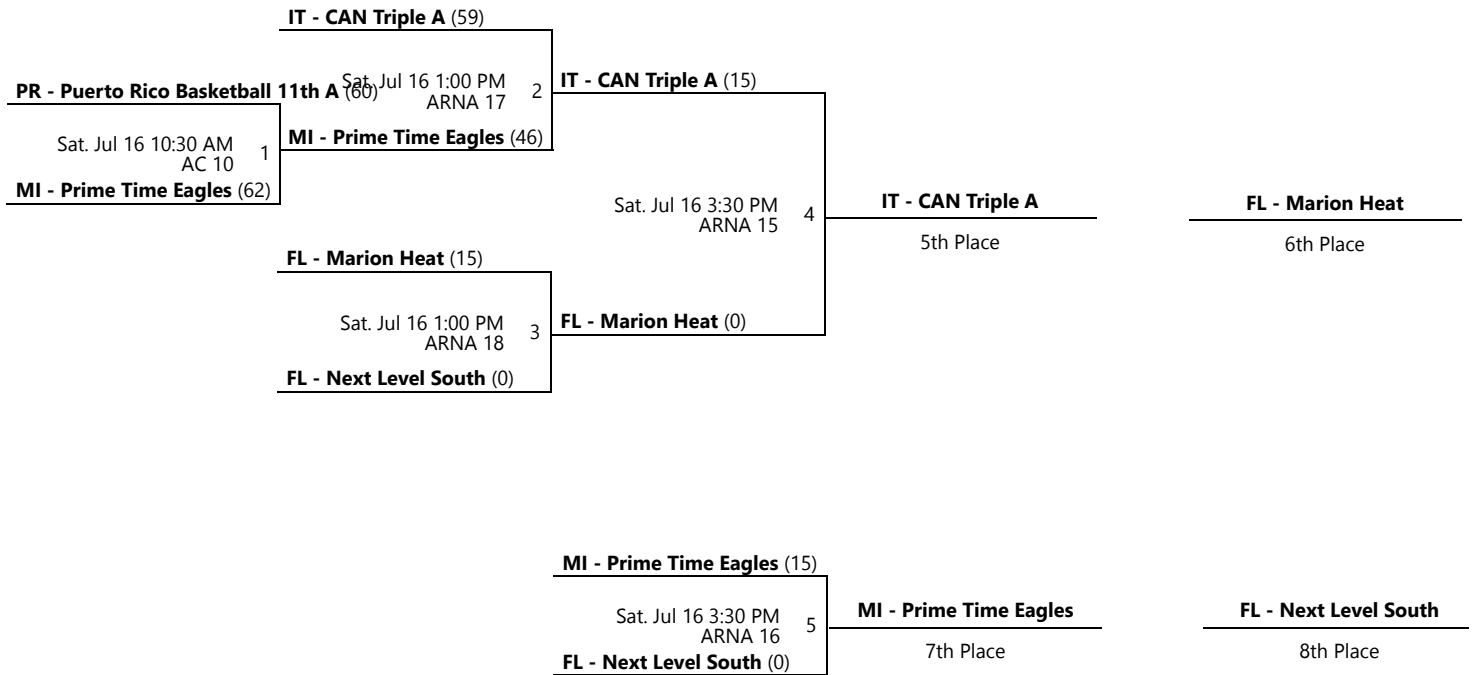 IT - CAN Triple A (59)
PR - Puerto Rico Basketball 11th A (60)
Sat. Jul 16 1:00 PM
ARNA 17
2
IT - CAN Triple A (15)
Sat. Jul 16 10:30 AM
AC 10
1
MI - Prime Time Eagles (46)
MI - Prime Time Eagles (62)
Sat. Jul 16 3:30 PM
ARNA 15
4
IT - CAN Triple A
5th Place
FL - Marion Heat
6th Place
FL - Marion Heat (15)
Sat. Jul 16 1:00 PM
ARNA 18
3
FL - Marion Heat (0)
FL - Next Level South (0)
MI - Prime Time Eagles (15)
Sat. Jul 16 3:30 PM
ARNA 16
5
FL - Next Level South (0)
MI - Prime Time Eagles
7th Place
FL - Next Level South
8th Place